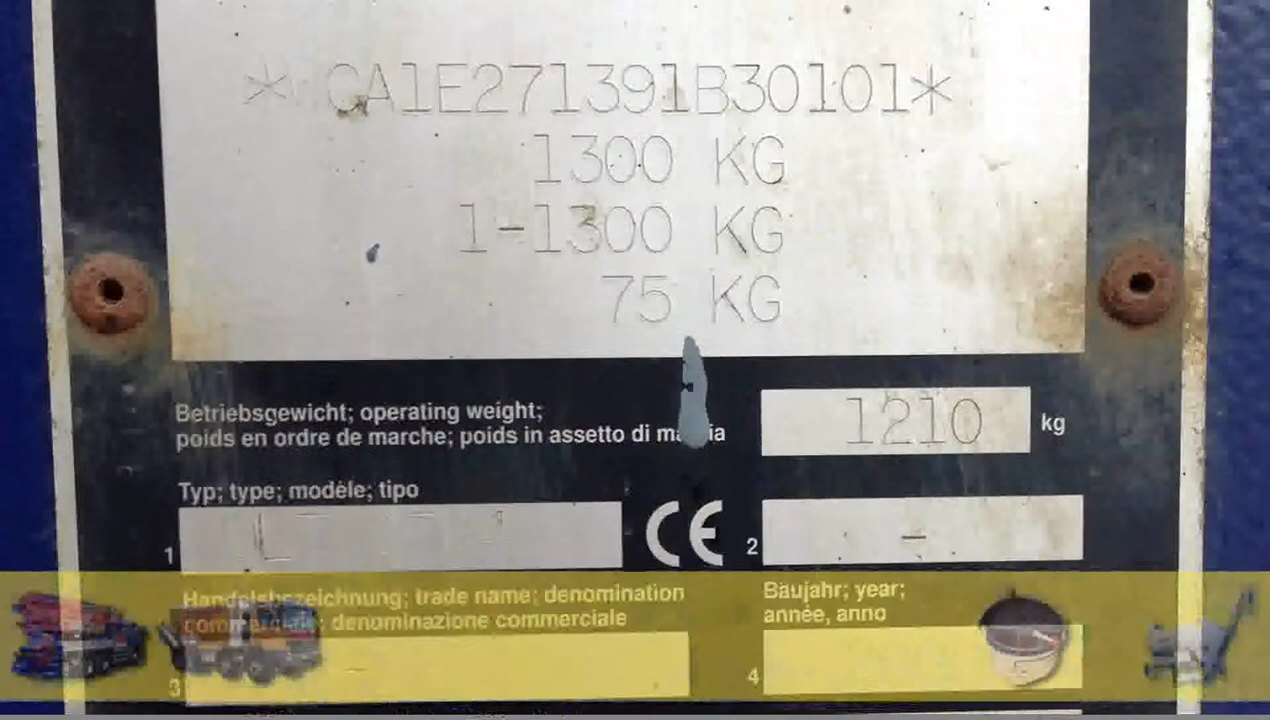 * CA1E271391B30101*
1300 KG
1-1300 KG
75 KG
Betriebsgewicht; operating weight;
poids en ordre de marche; poids in assetto di
1210 kg
Typ; type; modèle; tipo
1
CE
2 -
Handelsbezeichnung; trade name; denomination
commerciale; denominazione commerciale
3
Baujahr; year;
année, anno
4